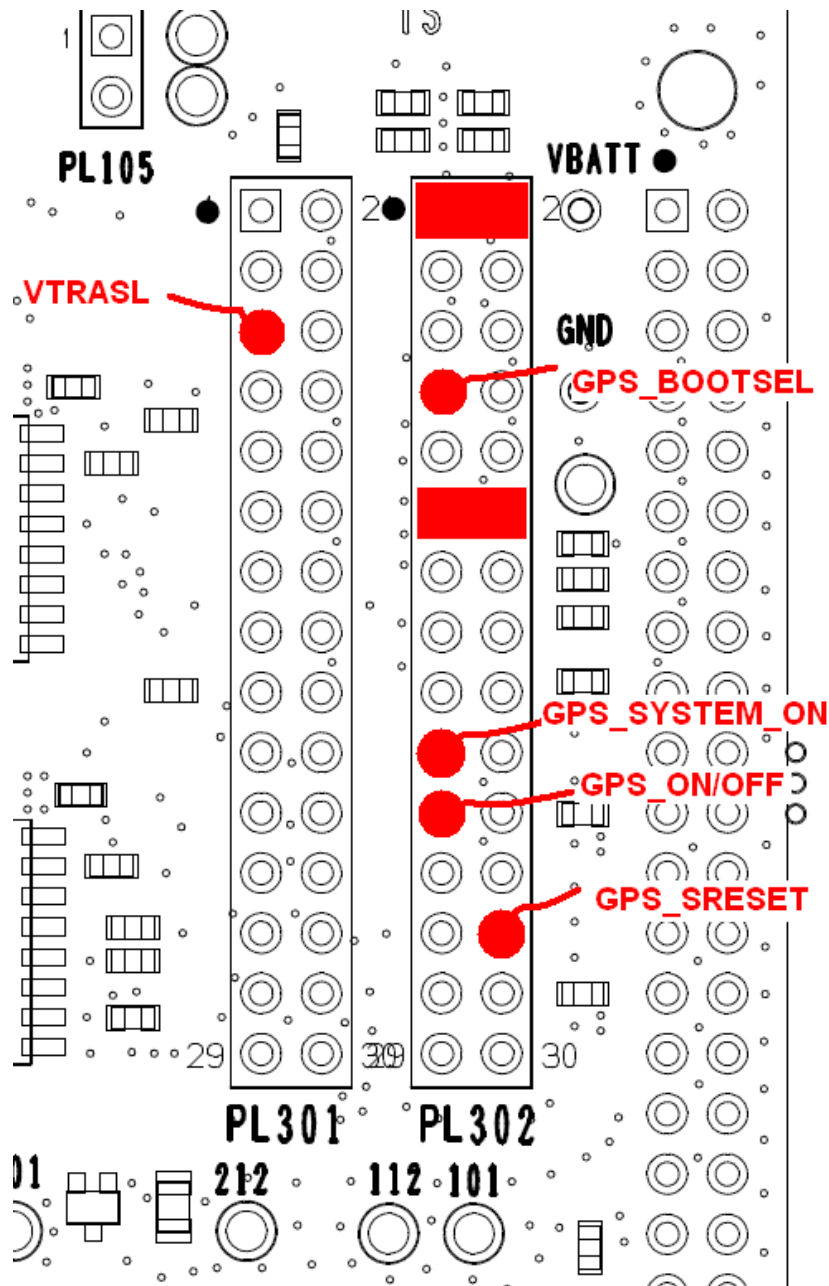 1
PL105
VBATT
2
2
VTRASL
GND
GPS_BOOTSEL
GPS_SYSTEM_ON
GPS_ON/OFF
GPS_SRESET
29
30
30
PL301
PL302
01
212
112
101